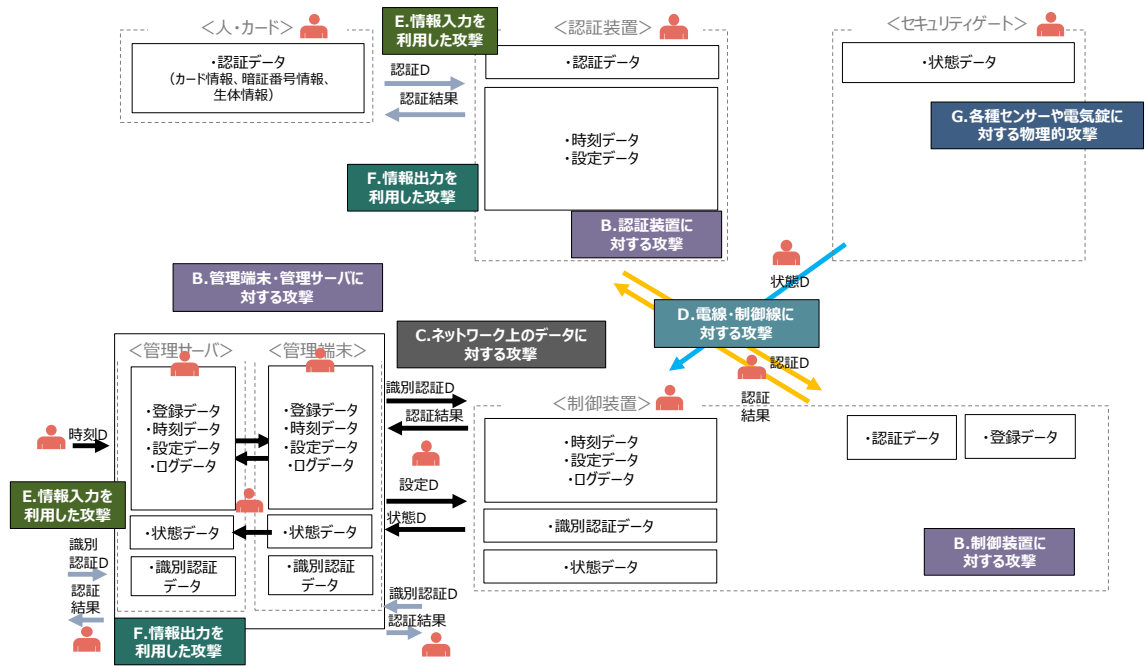 ＜人・カード＞
・認証データ
（カード情報、暗証番号情報、
生体情報）
E.情報入力を
利用した攻撃
認証D
認証結果
F.情報出力を
利用した攻撃
＜認証装置＞
・認証データ
・時刻データ
・設定データ
B.認証装置に
対する攻撃
＜セキュリティゲート＞
・状態データ
G.各種センサーや電気錠に
対する物理的攻撃
状態D
D.電線・制御線に
対する攻撃
認証D
認証
結果
B.管理端末・管理サーバに
対する攻撃
C.ネットワーク上のデータに
対する攻撃
＜管理サーバ＞
・登録データ
・時刻データ
・設定データ
・ログデータ
・状態データ
・識別認証
データ
＜管理端末＞
・登録データ
・時刻データ
・設定データ
・ログデータ
・状態データ
・識別認証
データ
時刻D
E.情報入力を
利用した攻撃
識別
認証D
認証
結果
F.情報出力を
利用した攻撃
識別認証D
認証結果
設定D
状態D
識別認証D
認証結果
＜制御装置＞
・時刻データ
・設定データ
・ログデータ
・識別認証データ
・状態データ
・認証データ
・登録データ
B.制御装置に
対する攻撃